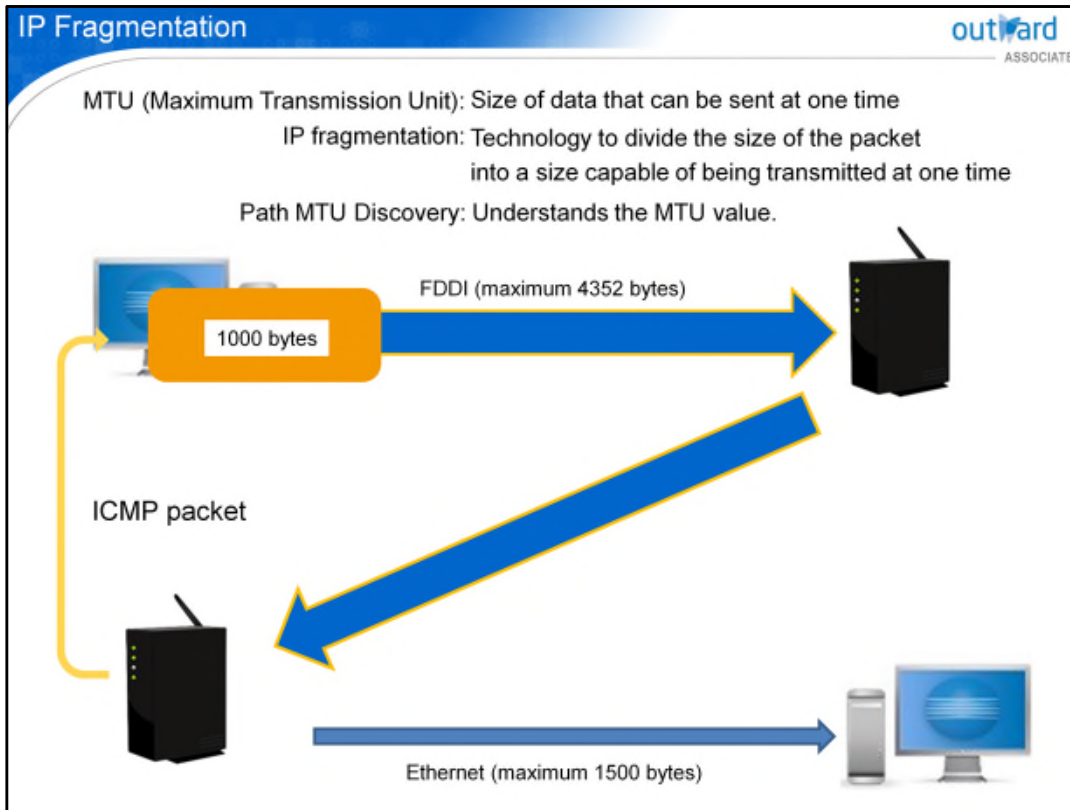 IP Fragmentation
outward
ASSOCIATE
MTU (Maximum Transmission Unit): Size of data that can be sent at one time
IP fragmentation: Technology to divide the size of the packet
into a size capable of being transmitted at one time
Path MTU Discovery: Understands the MTU value.
FDDI (maximum 4352 bytes)
1000 bytes
ICMP packet
Ethernet (maximum 1500 bytes)